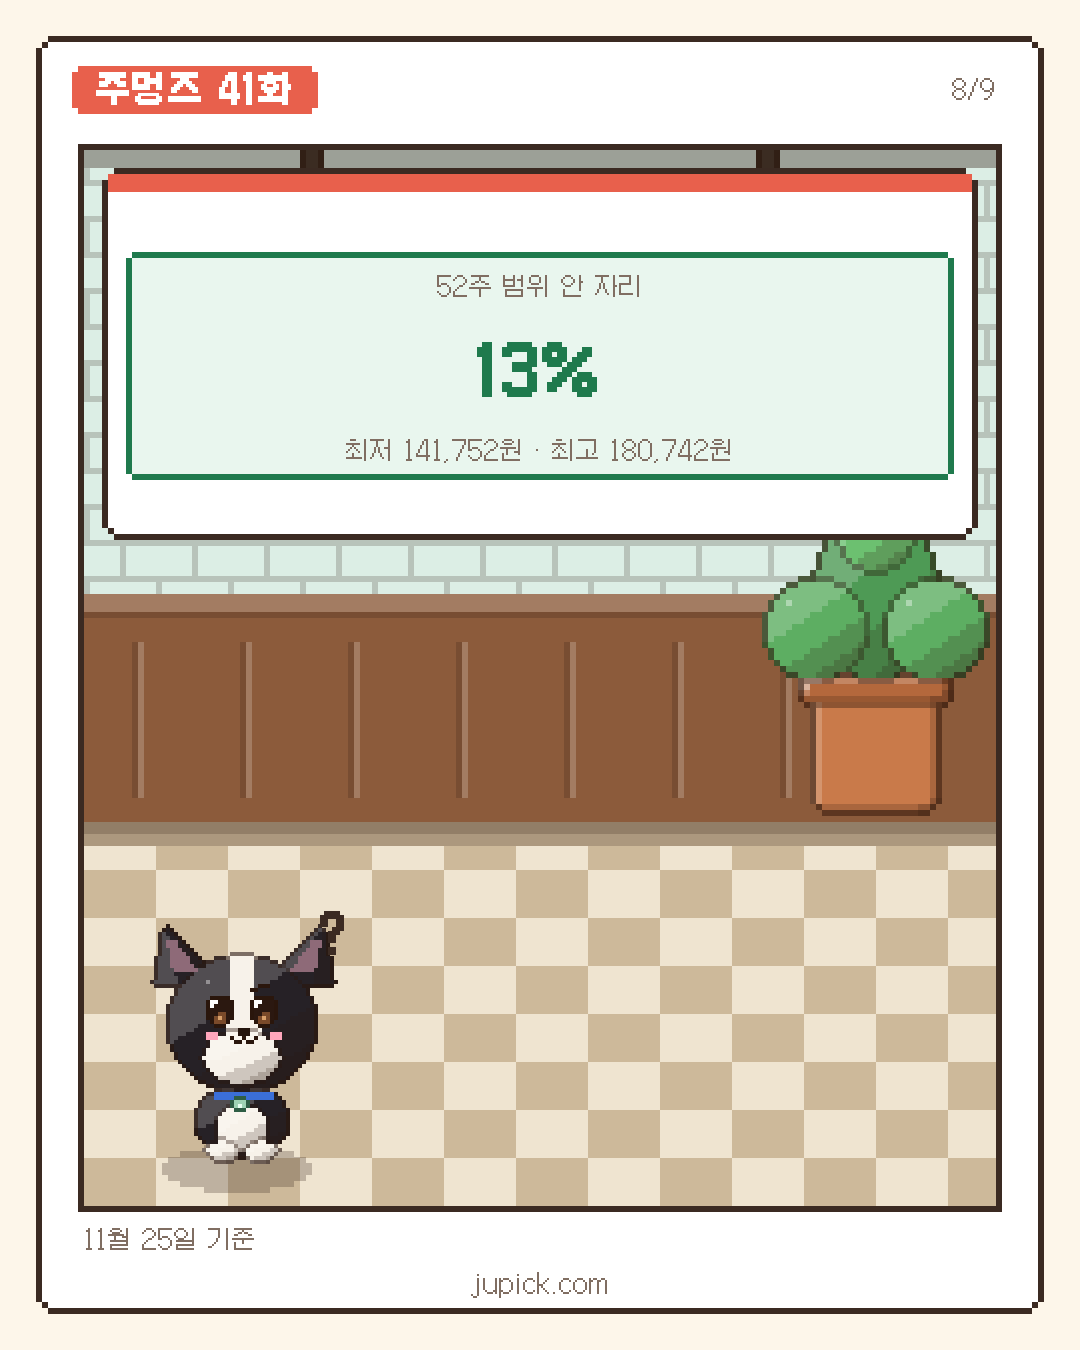 주멍즈 41화
8/9
52주 범위 안 자리
13%
최저 141,752원 · 최고 180,742원
11월 25일 기준
jupick.com